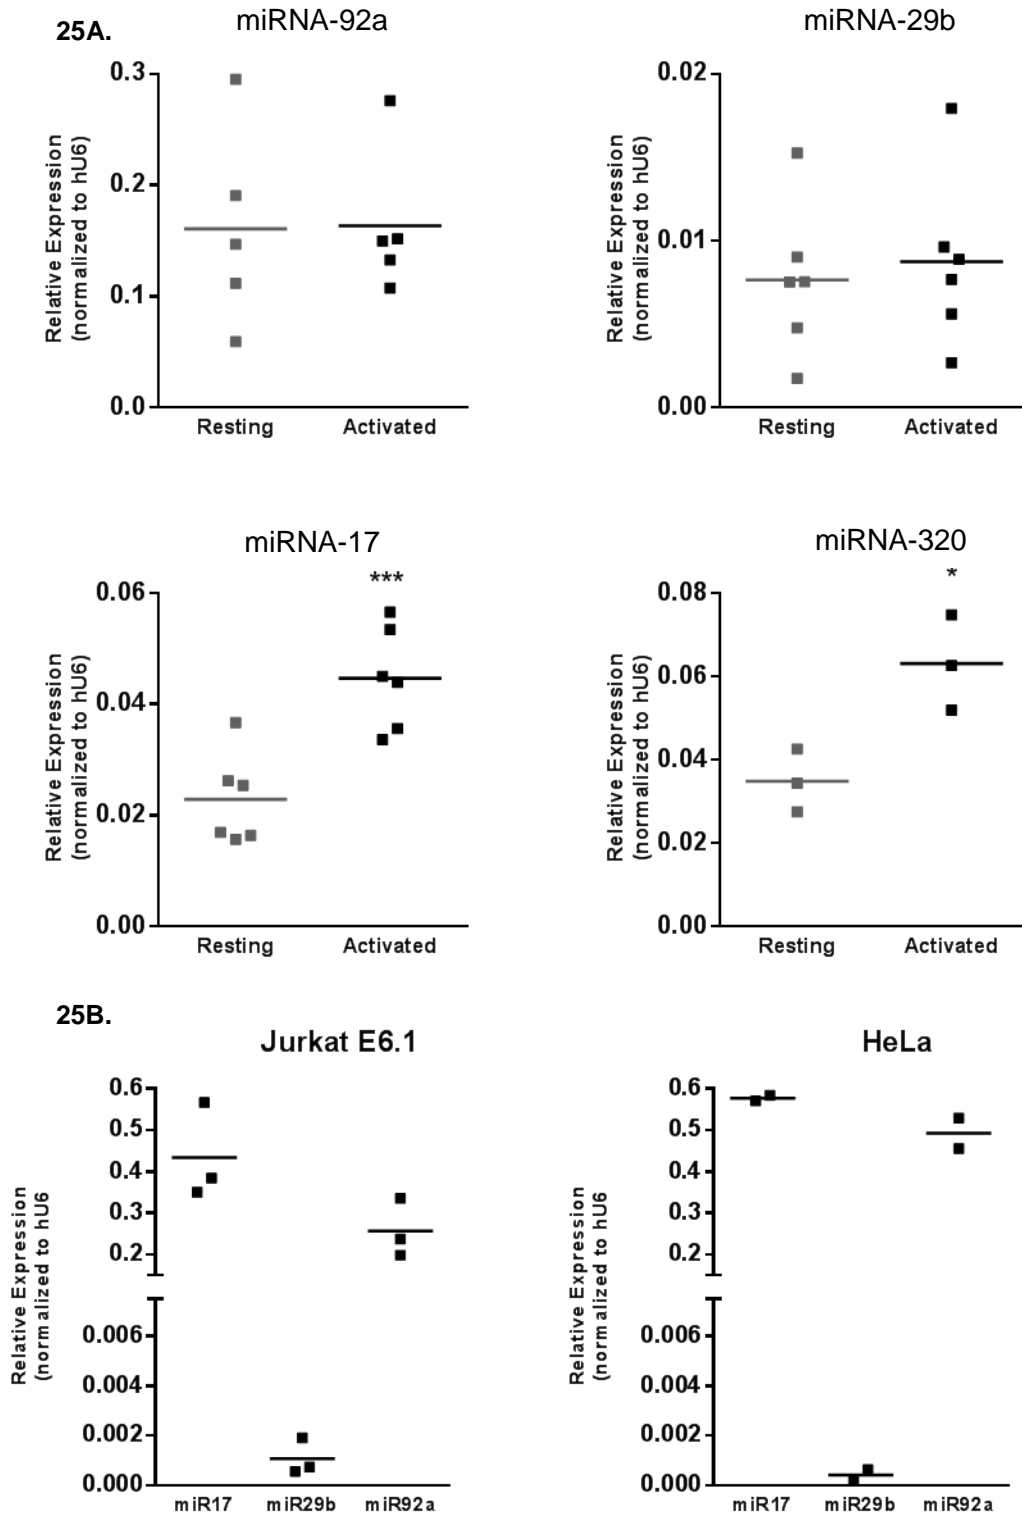 25A.
miRNA-92a
Relative Expression
(normalized to hU6)
0.3
0.2
0.1
0.0
Resting
Activated
miRNA-29b
Relative Expression
(normalized to hU6)
0.02
0.01
0.00
Resting
Activated
miRNA-17
***
Relative Expression
(normalized to hU6)
0.06
0.04
0.02
0.00
Resting
Activated
miRNA-320
*
Relative Expression
(normalized to hU6)
0.08
0.06
0.04
0.02
0.00
Resting
Activated
25B.
Jurkat E6.1
Relative Expression
(normalized to hU6
0.6
0.5
0.4
0.3
0.2
0.006
0.004
0.002
0.000
miR17
miR29b
miR92a
HeLa
Relative Expression
(normalized to hU6
0.6
0.5
0.4
0.3
0.2
0.006
0.004
0.002
0.000
miR17
miR29b
miR92a